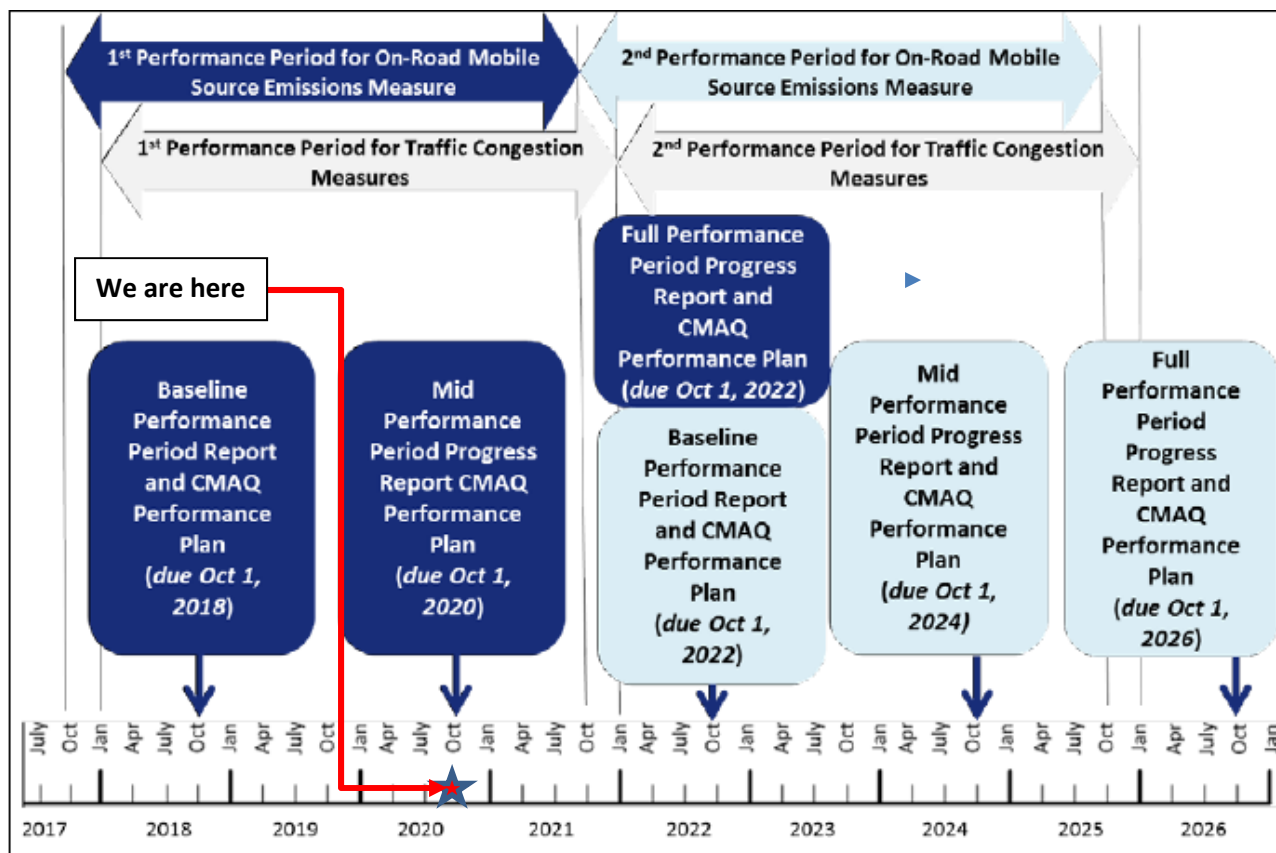 1st Performance Period for On-Road Mobile
Source Emissions Measure
2nd Performance Period for On-Road Mobile
Source Emissions Measure
1st Performance Period for Traffic Congestion
Measures
2nd Performance Period for Traffic Congestion
Measures
We are here
Baseline
Performance
Period Report
and CMAQ
Performance
Plan
(due Oct 1,
2018)
Mid
Performance
Period Progress
Report CMAQ
Performance
Plan
(due Oct 1,
2020)
Full Performance
Period Progress
Report and
CMAQ
Performance Plan
(due Oct 1, 2022)
Baseline
Performance
Period Report
and CMAQ
Performance
Plan
(due Oct 1,
2022)
Mid
Performance
Period Progress
Report and
CMAQ
Performance
Plan
(due Oct 1,
2024)
Full
Performance
Period
Progress
Report and
CMAQ
Performance
Plan
(due Oct 1,
2026)
July Oct Jan Apr July Oct Jan Apr July Oct Jan Apr July Oct Jan Apr July Oct Jan Apr July Oct Jan Apr July Oct Jan Apr July Oct Jan Apr July Oct Jan Apr July Oct Jan
2017 2018 2019 2020 2021 2022 2023 2024 2025 2026